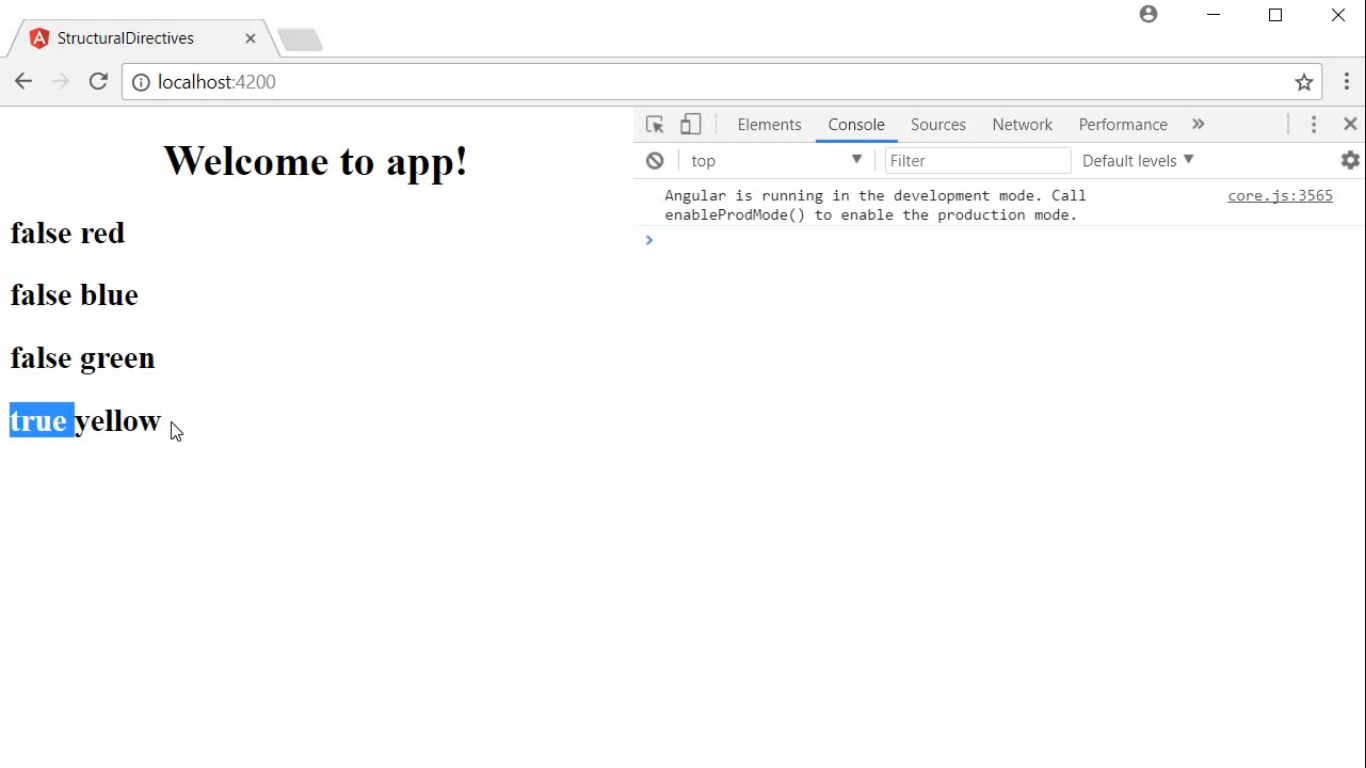 StructuralDirectives
localhost:4200
Elements Console Sources Network Performance
top Filter Default levels
Angular is running in the development mode. Call core.js:3565
enableProdMode() to enable the production mode.
Welcome to app!
false red
false blue
false green
true yellow